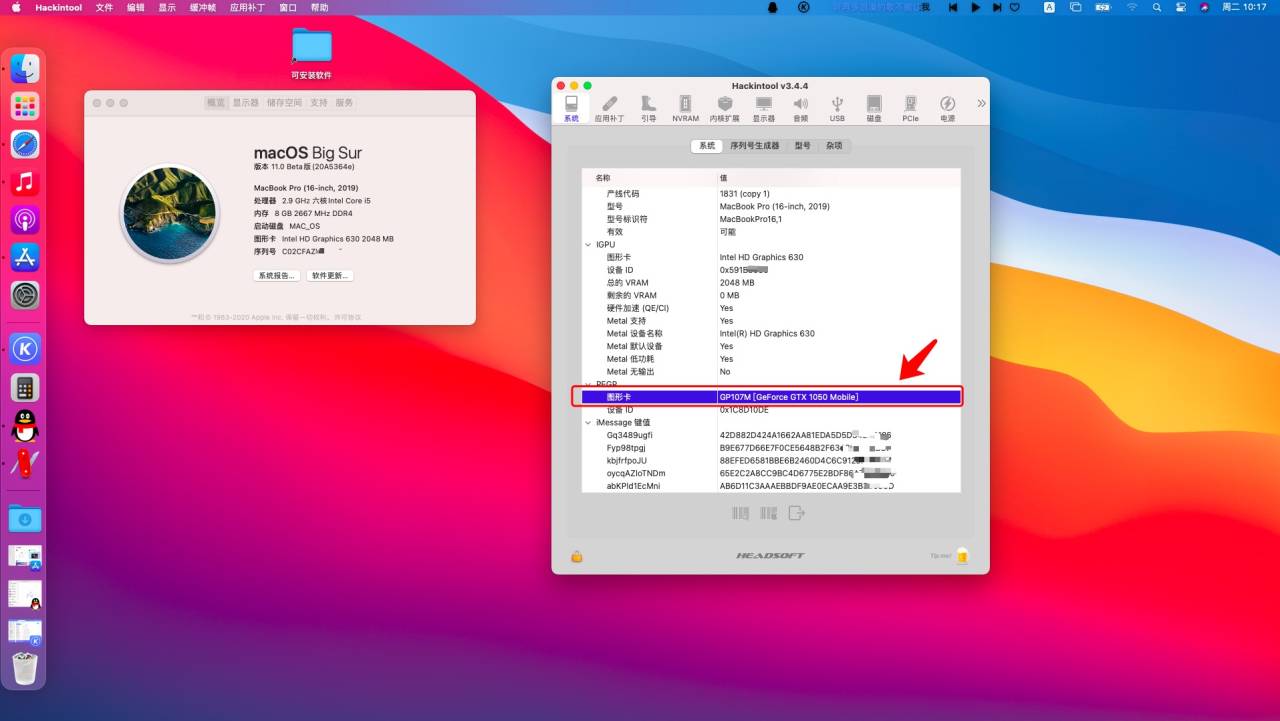 Hackintool 文件 编辑 显示 缓冲帧 应用补丁 窗口 帮助
周二 10:17
可安装软件
概览 显示器 储存空间 支持 服务
macOS Big Sur
版本 11.0 Beta版 (20A5364e)
MacBook Pro (16-inch, 2019)
处理器 2.9 GHz 六核Intel Core i5
内存 8 GB 2667 MHz DDR4
启动磁盘 MAC_OS
图形卡 Intel HD Graphics 630 2048 MB
序列号 C02CFAZ
系统报告... 软件更新...
™和 © 1983-2020 Apple Inc. 保留一切权利。 许可协议
Hackintool v3.4.4
系统 应用补丁 引导 NVRAM 内核扩展 显示器 音频 USB 磁盘 PCIe 电源
系统 序列号生成器 型号 杂项
名称 值
产线代码 1831 (copy 1)
型号 MacBook Pro (16-inch, 2019)
型号标识符 MacBookPro16,1
有效 可能
IGPU
图形卡 Intel HD Graphics 630
设备 ID 0x591B
总的 VRAM 2048 MB
剩余的 VRAM 0 MB
硬件加速 (QE/CI) Yes
Metal 支持 Yes
Metal 设备名称 Intel(R) HD Graphics 630
Metal 默认设备 Yes
Metal 低功耗 Yes
Metal 无输出 No
PEGP
图形卡 GP107M [GeForce GTX 1050 Mobile]
设备 ID 0x1C8D10DE
iMessage 键值
Gq3489ugfi 42D882D424A1662AA81EDA5D5D
Fyp98tpgj B9E677D66E7F0CE5648B2F63
kbjfrfpoJU 88EFED6581BBE6B2460D4C6C912
oycqAZloTNDm 65E2C2A8CC9BC4D6775E2BDF86
abKPld1EcMni AB6D11C3AAAEBBDF9AE0ECAA9E3B
HEADSOFT
Tip me!